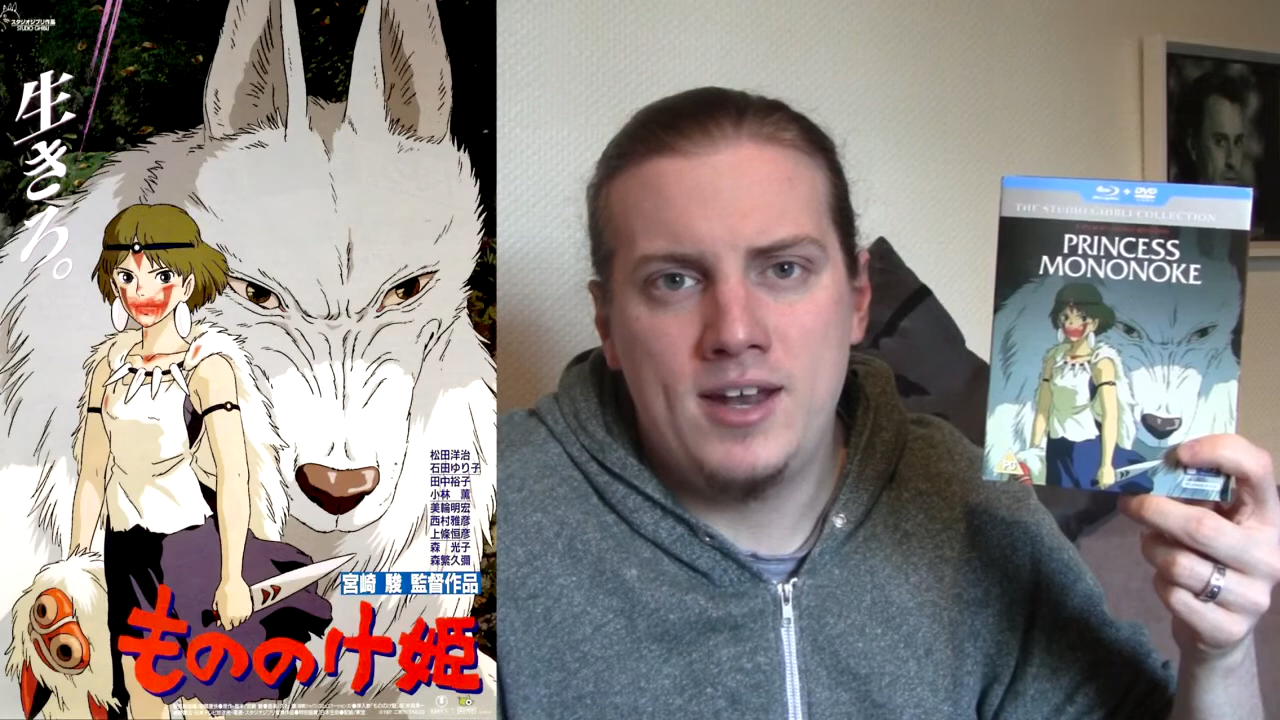 スタジオジブリ作品
STUDIO GHIBLI
生きろ。
松田洋治
石田ゆり子
田中裕子
小林 薫
美輪明宏
西村雅彦
上條恒彦
森 光子
森繁久彌
宮崎 駿 監督作品
もののけ姫
Blu-ray + DVD
THE STUDIO GHIBLI COLLECTION
PRINCESS
MONONOKE
PG